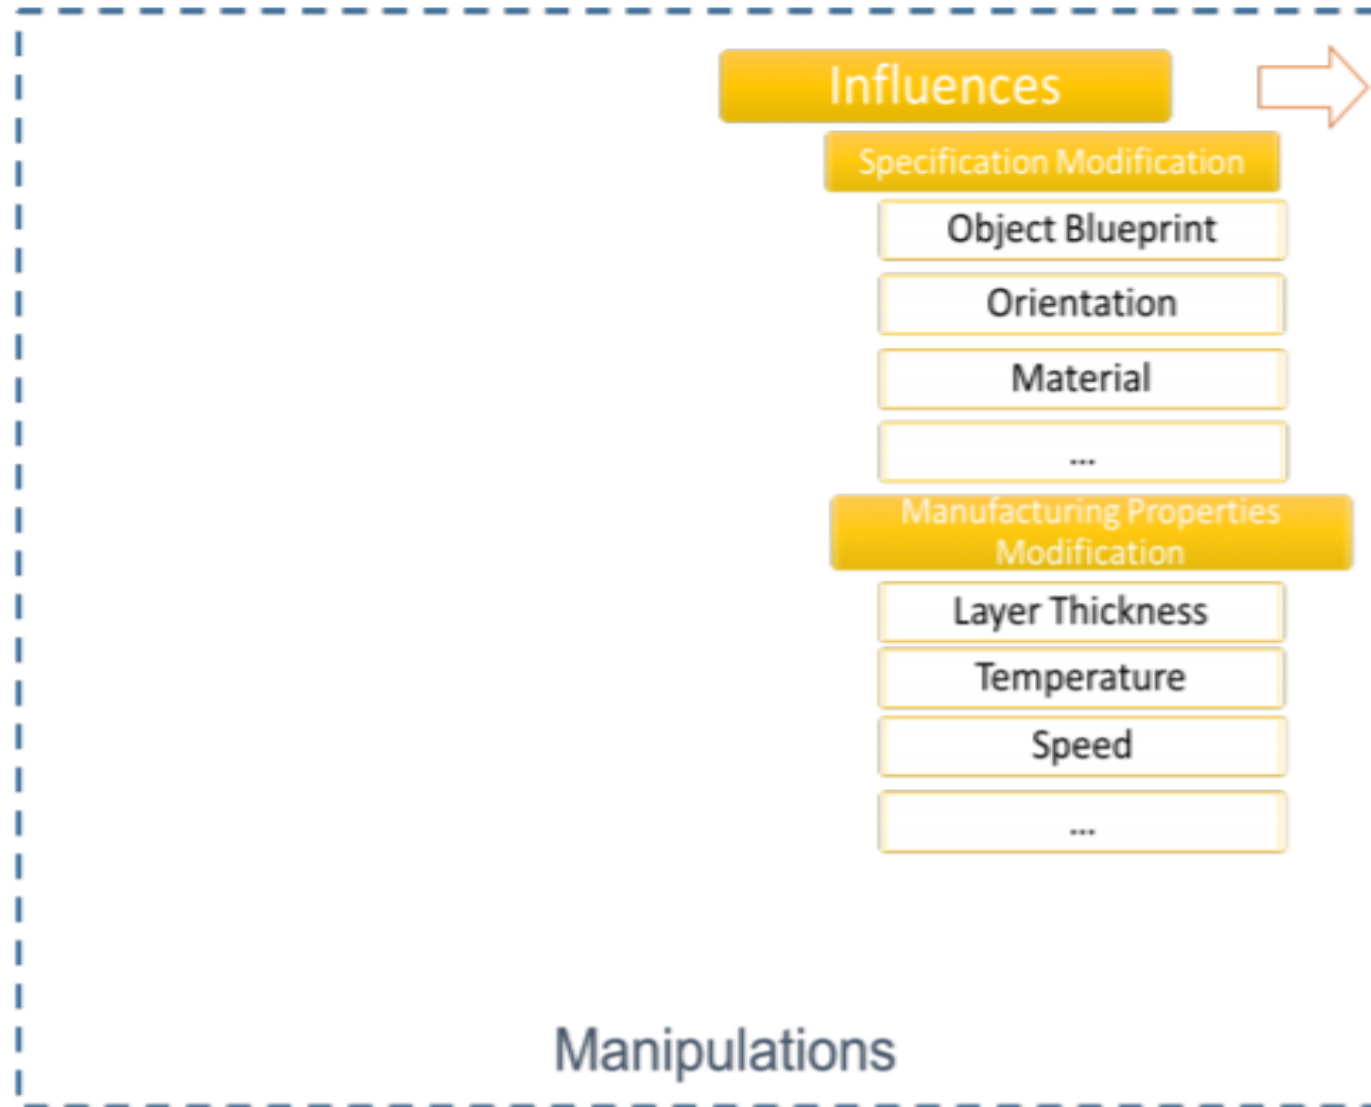 Influences
Specification Modification
Object Blueprint
Orientation
Material
...
Manufacturing Properties
Modification
Layer Thickness
Temperature
Speed
...
Manipulations